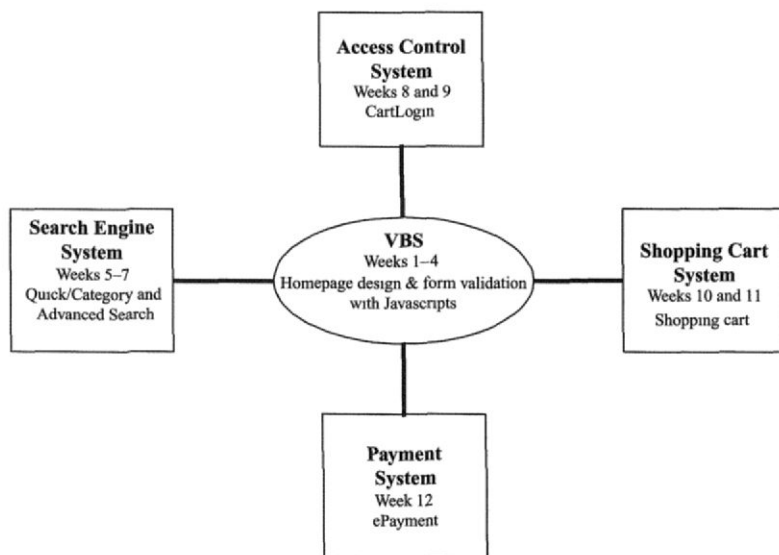 Access Control
System
Weeks 8 and 9
CartLogin
Search Engine
System
Weeks 5–7
Quick/Category and
Advanced Search
VBS
Weeks 1–4
Homepage design & form validation
with Javascripts
Shopping Cart
System
Weeks 10 and 11
Shopping cart
Payment
System
Week 12
ePayment